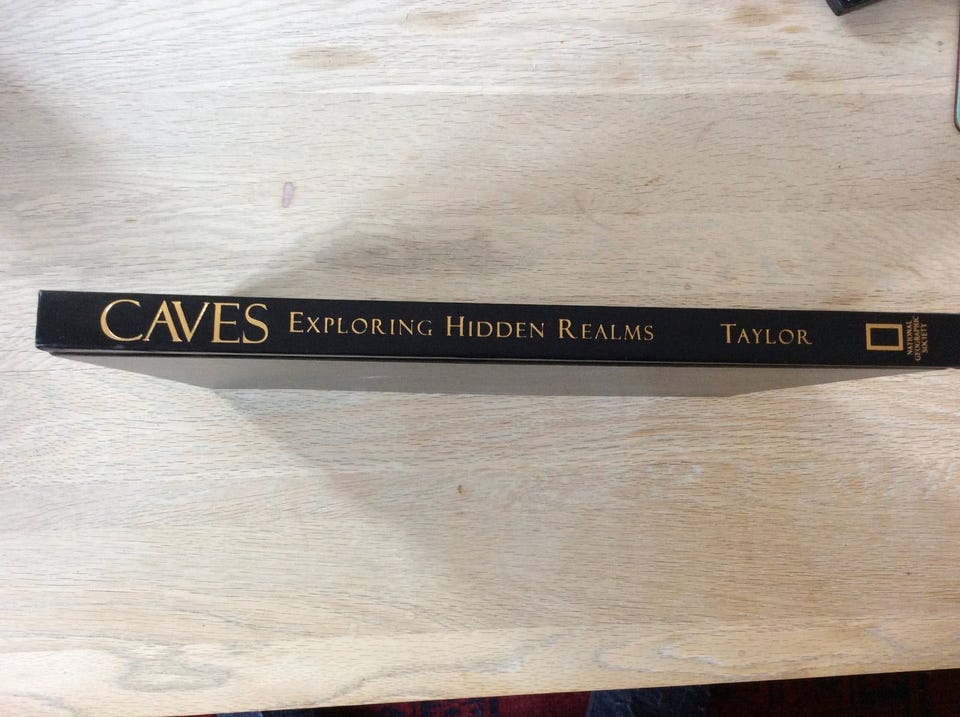 CAVES EXPLORING HIDDEN REALMS TAYLOR
NATIONAL
GEOGRAPHIC
SOCIETY